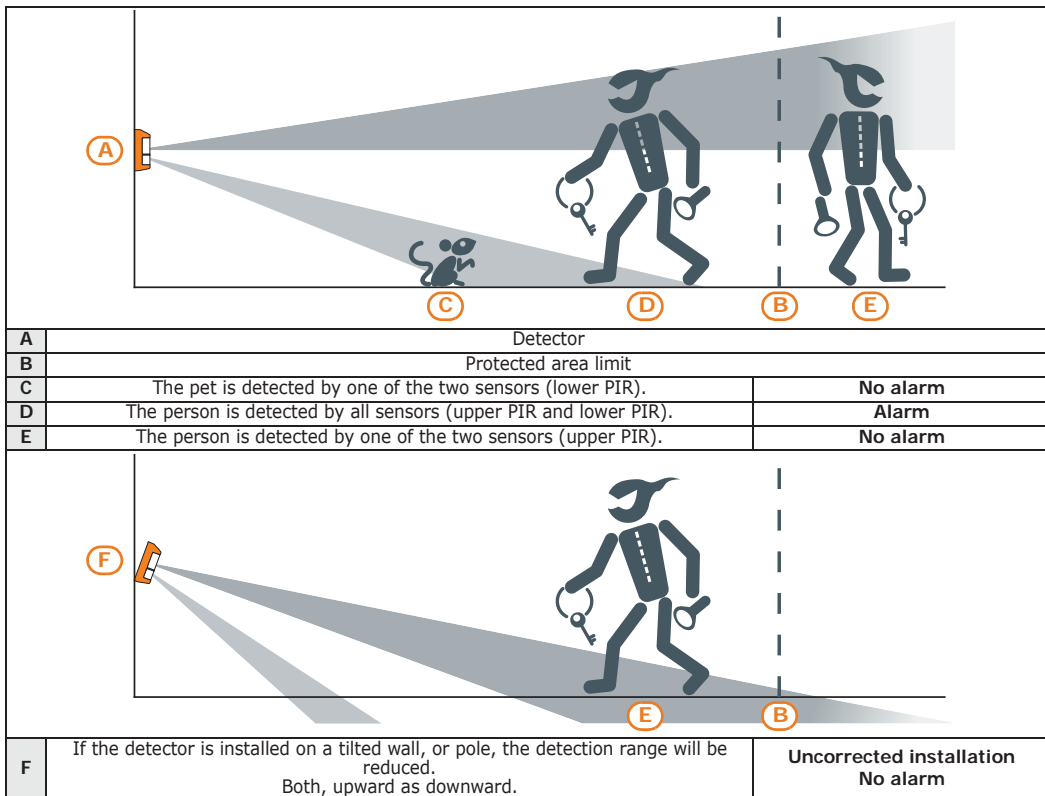 A
C
D
B
E
A Detector
B Protected area limit
C The pet is detected by one of the two sensors (lower PIR). No alarm
D The person is detected by all sensors (upper PIR and lower PIR). Alarm
E The person is detected by one of the two sensors (upper PIR). No alarm
F
E
B
F
If the detector is installed on a tilted wall, or pole, the detection range will be
reduced.
Both, upward as downward.
Uncorrected installation
No alarm